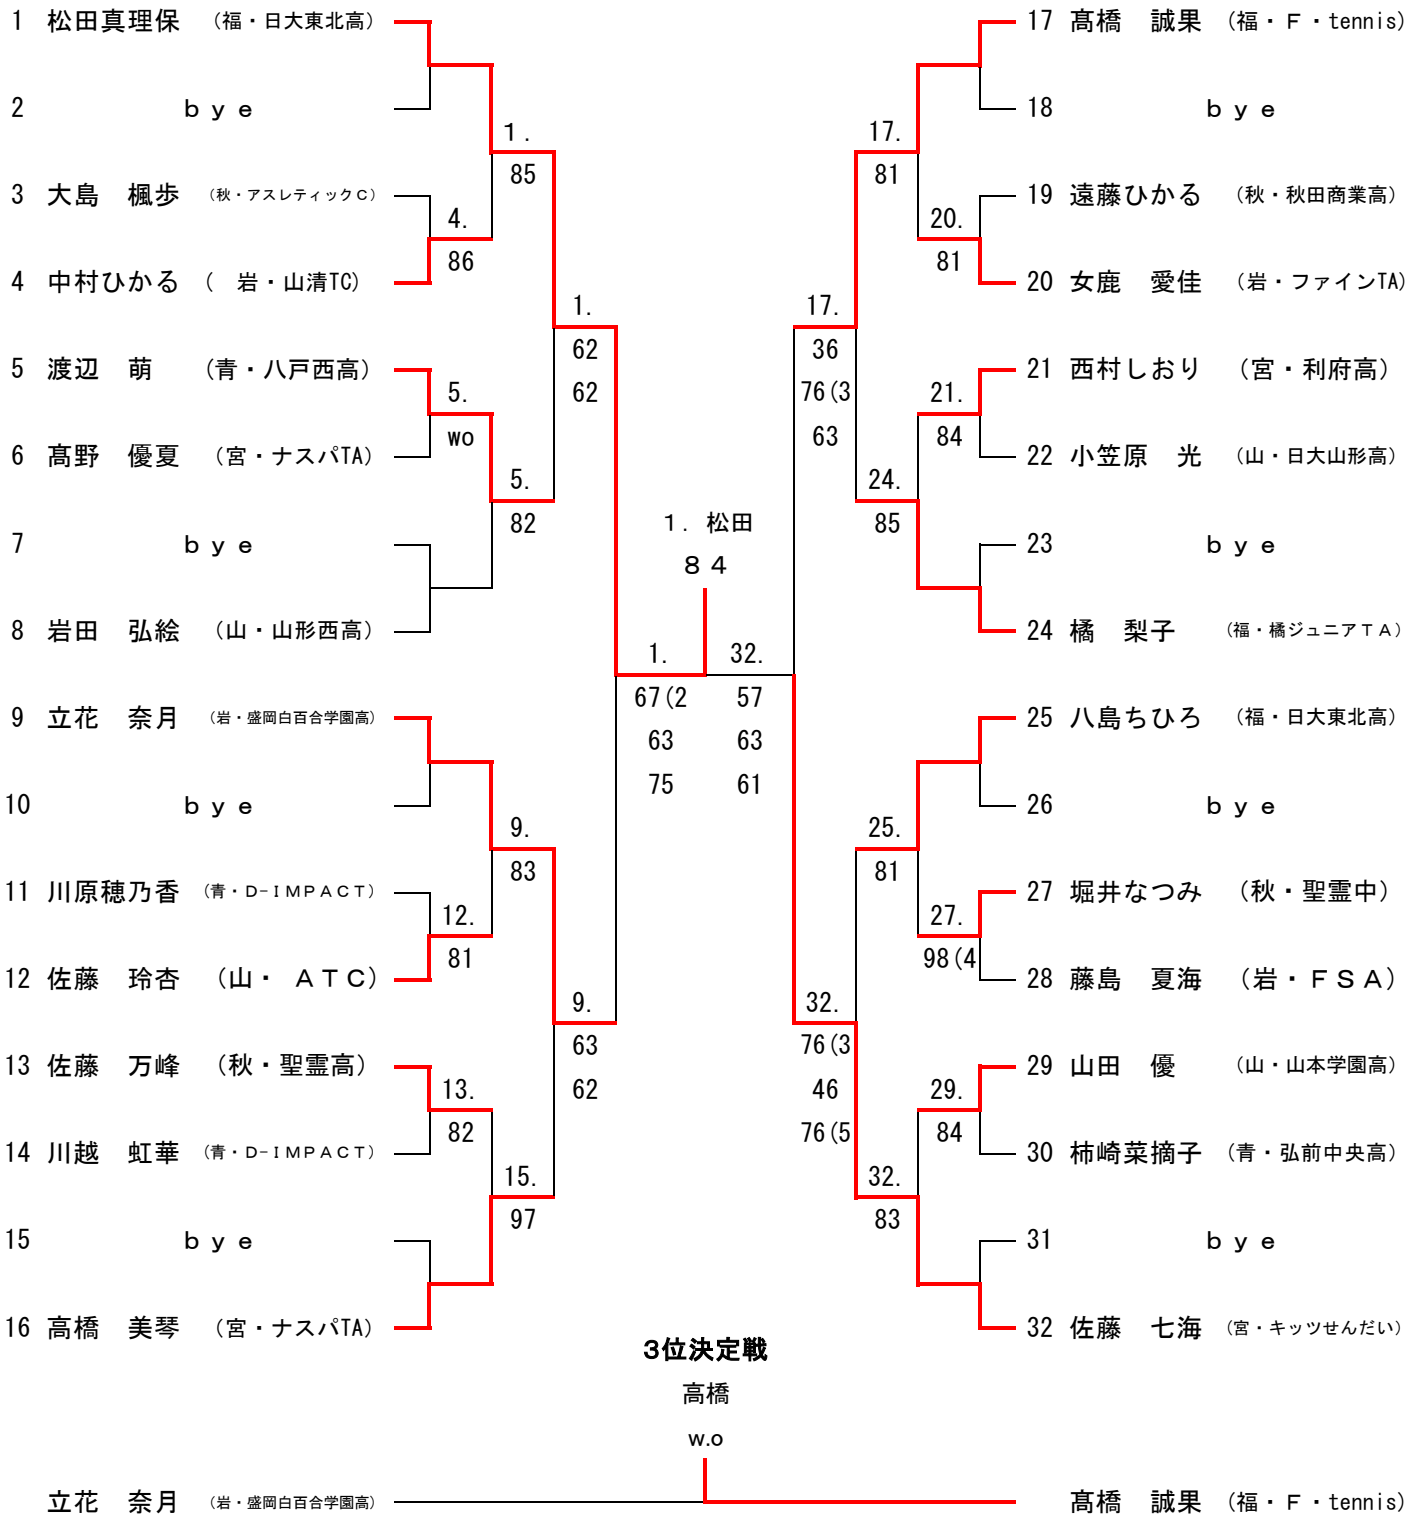 1 松田真理保 (福・日大東北高)
2 ｂｙｅ
1.
85
3 大島　楓歩 (秋・アスレティックＣ)
4.
86
4 中村ひかる (　岩・山清TC)
1.
62
62
5 渡辺　萌 (青・八戸西高)
5.
wo
6 髙野　優夏 (宮・ナスパTA)
5.
82
7 ｂｙｅ
8 岩田　弘絵 (山・山形西高)
1.
67(2
63
75
9 立花　奈月 (岩・盛岡白百合学園高)
10 ｂｙｅ
9.
83
11 川原穂乃香 (青・Ｄ-ＩＭＰＡＣＴ)
12.
81
12 佐藤　玲杏 (山・　ＡＴＣ)
9.
63
62
13 佐藤　万峰 (秋・聖霊高)
13.
82
14 川越　虹華 (青・Ｄ-ＩＭＰＡＣＴ)
15.
97
15 ｂｙｅ
16 高橋　美琴 (宮・ナスパTA)
1. 松田
８４
17 髙橋　誠果 (福・Ｆ・tennis)
18 ｂｙｅ
17.
81
19 遠藤ひかる (秋・秋田商業高)
20.
81
20 女鹿　愛佳 (岩・ファインTA)
17.
36
76(3
63
21 西村しおり (宮・利府高)
21.
84
22 小笠原　光 (山・日大山形高)
24.
85
23 ｂｙｅ
24 橘　梨子 (福・橘ジュニアＴＡ)
32.
57
63
61
25 八島ちひろ (福・日大東北高)
26 ｂｙｅ
25.
81
27 堀井なつみ (秋・聖霊中)
27.
98(4
28 藤島　夏海 (岩・ＦＳＡ)
32.
76(3
46
76(5
29 山田　優 (山・山本学園高)
29.
84
30 柿崎菜摘子 (青・弘前中央高)
32.
83
31 ｂｙｅ
32 佐藤　七海 (宮・キッツせんだい)
3位決定戦
高橋
w.o
立花　奈月 (岩・盛岡白百合学園高)
髙橋　誠果 (福・Ｆ・tennis)